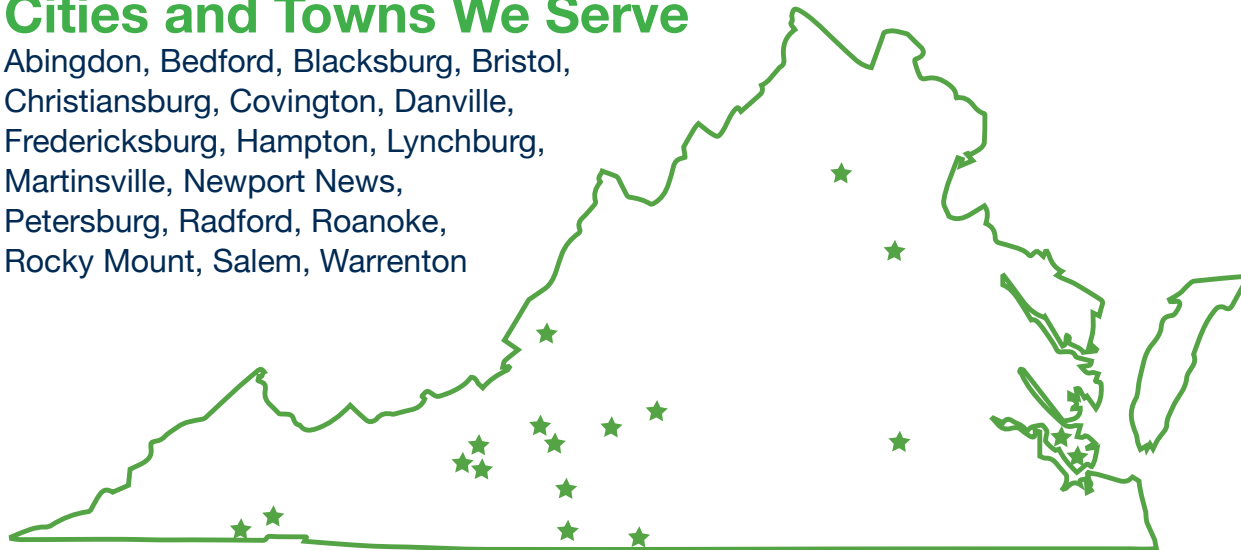 Cities and Towns We Serve
Abingdon, Bedford, Blacksburg, Bristol,
Christiansburg, Covington, Danville,
Fredericksburg, Hampton, Lynchburg,
Martinsville, Newport News,
Petersburg, Radford, Roanoke,
Rocky Mount, Salem, Warrenton